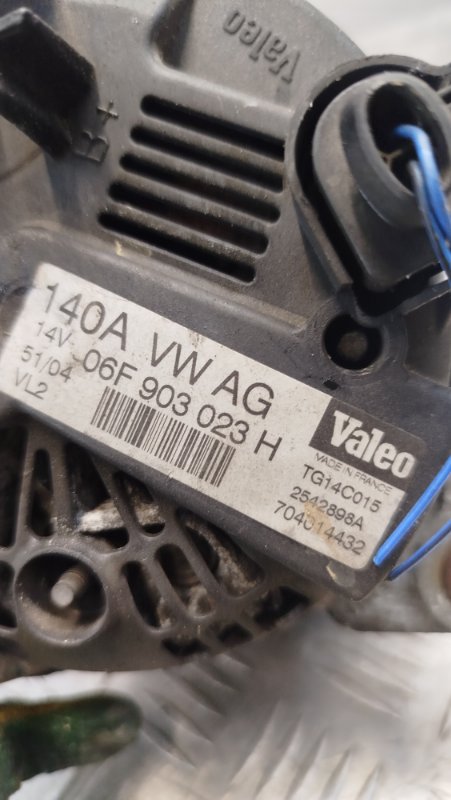 Valeo
B+
140A VW AG
14V
06F 903 023 H
51/04
VL2
Valeo
MADE IN FRANCE
TG14C015
2542898A
704014432